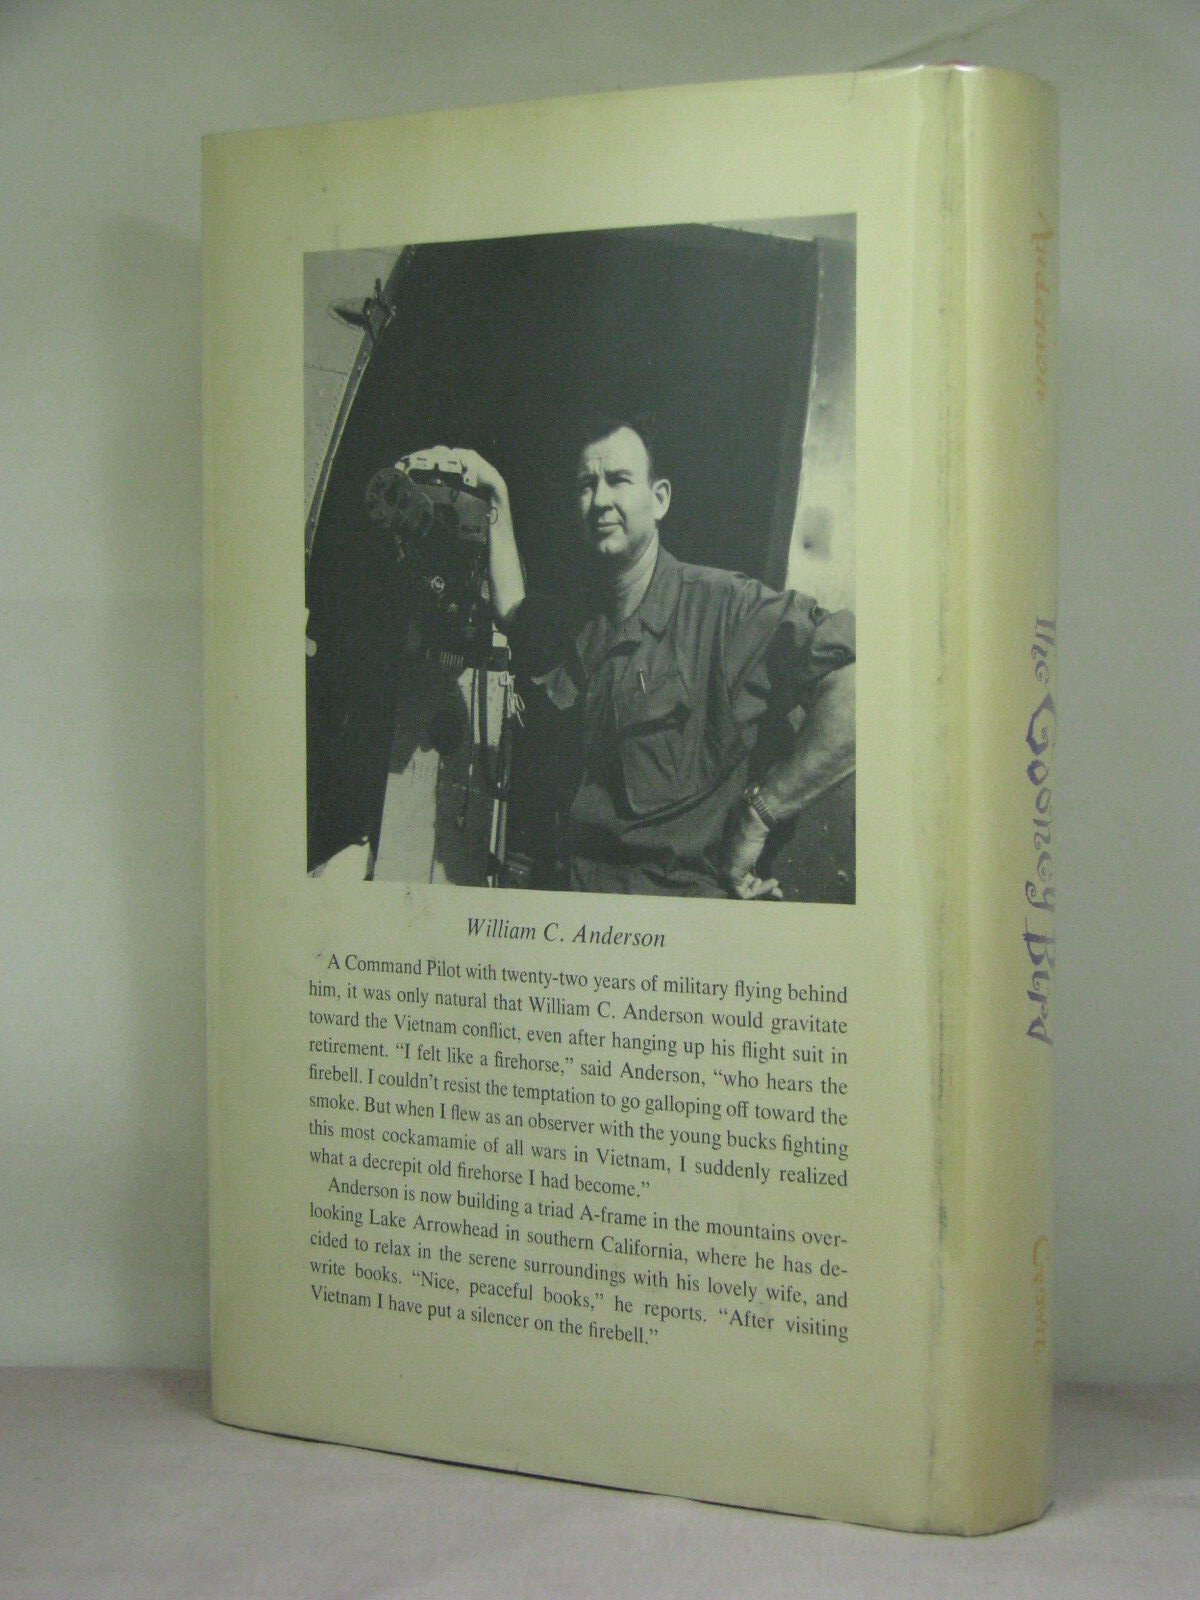 William C. Anderson
A Command Pilot with twenty-two years of military flying behind
him, it was only natural that William C. Anderson would gravitate
toward the Vietnam conflict, even after hanging up his flight suit in
retirement. “I felt like a firehorse,” said Anderson, “who hears the
firebell. I couldn’t resist the temptation to go galloping off toward the
smoke. But when I flew as an observer with the young bucks fighting
this most cockamamie of all wars in Vietnam, I suddenly realized
what a decrepit old firehorse I had become.”
Anderson is now building a triad A-frame in the mountains over-
looking Lake Arrowhead in southern California, where he has de-
cided to relax in the serene surroundings with his lovely wife, and
write books. “Nice, peaceful books,” he reports. “After visiting
Vietnam I have put a silencer on the firebell.”
Anderson
The Gooney Bird
Crown